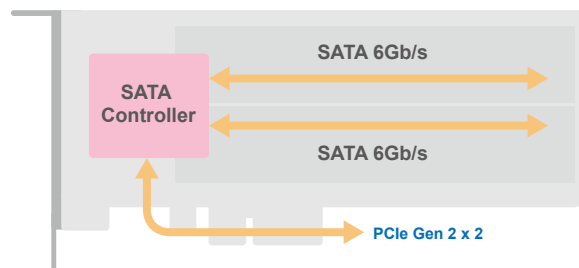 SATA 6Gb/s
SATA
Controller
SATA 6Gb/s
PCIe Gen 2 x 2